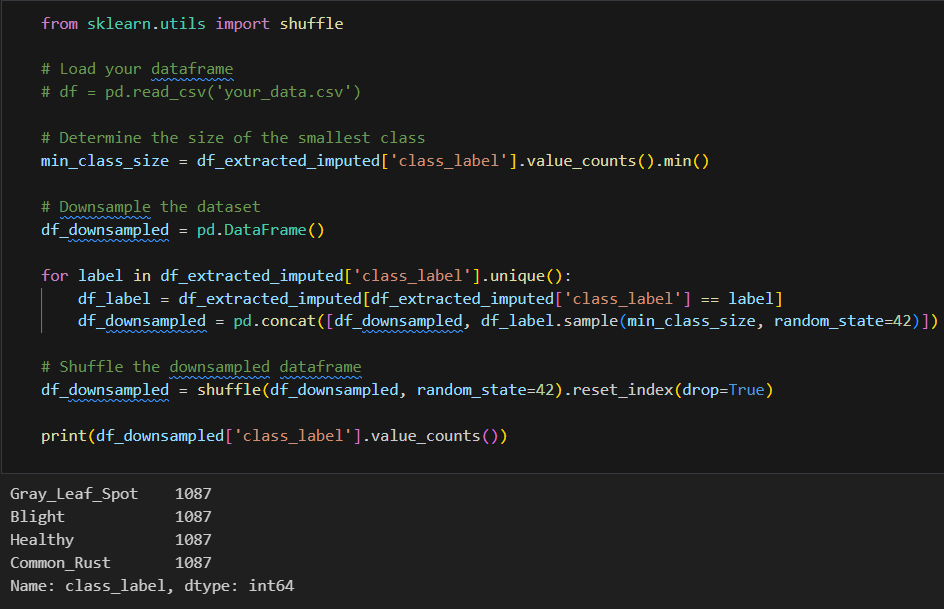 from sklearn.utils import shuffle
# Load your dataframe
# df = pd.read_csv('your_data.csv')
# Determine the size of the smallest class
min_class_size = df_extracted_imputed['class_label'].value_counts().min()
# Downsample the dataset
df_downsampled = pd.DataFrame()
for label in df_extracted_imputed['class_label'].unique():
    df_label = df_extracted_imputed[df_extracted_imputed['class_label'] == label]
    df_downsampled = pd.concat([df_downsampled, df_label.sample(min_class_size, random_state=42)])
# Shuffle the downsampled dataframe
df_downsampled = shuffle(df_downsampled, random_state=42).reset_index(drop=True)
print(df_downsampled['class_label'].value_counts())
Gray_Leaf_Spot    1087
Blight            1087
Healthy           1087
Common_Rust       1087
Name: class_label, dtype: int64